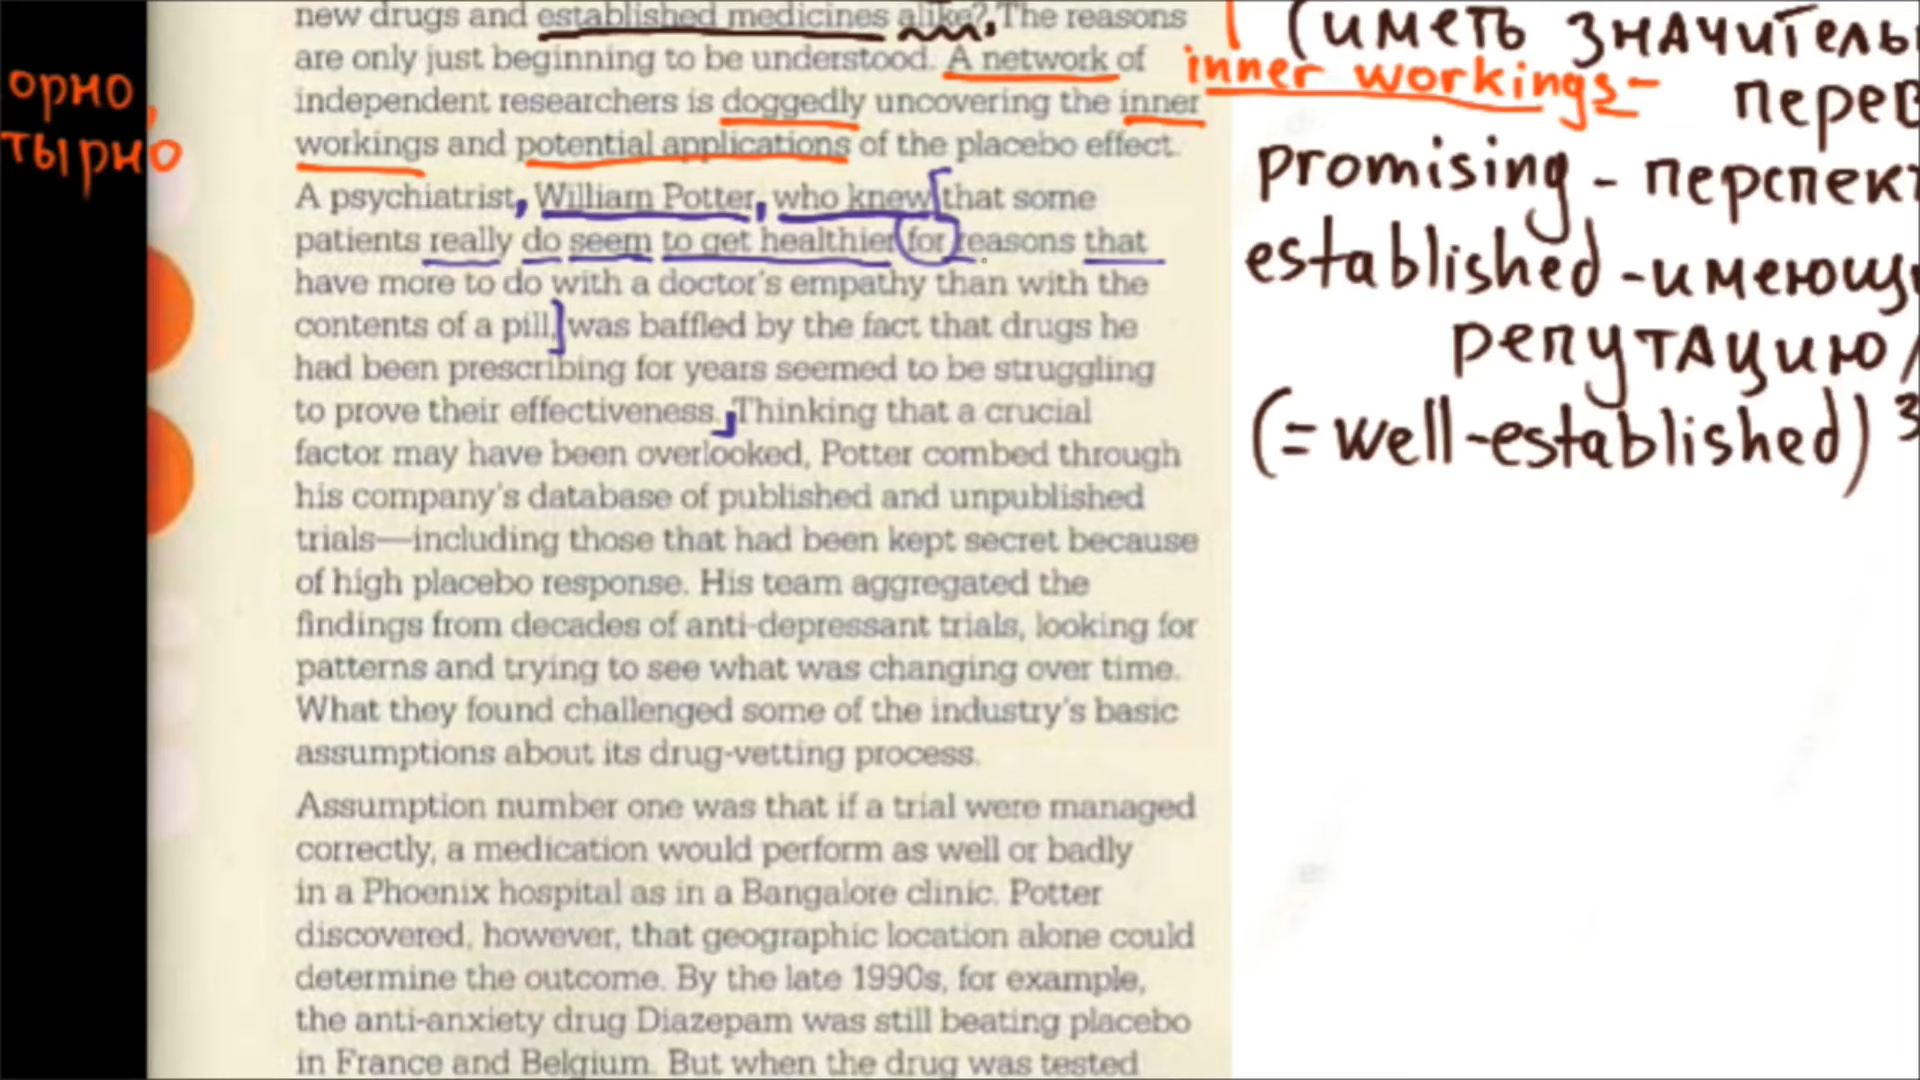 new drugs and established medicines alike? The reasons
are only just beginning to be understood. A network of
independent researchers is doggedly uncovering the inner
workings and potential applications of the placebo effect.
A psychiatrist, William Potter, who knew [that some
patients really do seem to get healthier for reasons that
have more to do with a doctor's empathy than with the
contents of a pill,] was baffled by the fact that drugs he
had been prescribing for years seemed to be struggling
to prove their effectiveness. Thinking that a crucial
factor may have been overlooked, Potter combed through
his company's database of published and unpublished
trials—including those that had been kept secret because
of high placebo response. His team aggregated the
findings from decades of anti-depressant trials, looking for
patterns and trying to see what was changing over time.
What they found challenged some of the industry's basic
assumptions about its drug-vetting process.
Assumption number one was that if a trial were managed
correctly, a medication would perform as well or badly
in a Phoenix hospital as in a Bangalore clinic. Potter
discovered, however, that geographic location alone could
determine the outcome. By the late 1990s, for example,
the anti-anxiety drug Diazepam was still beating placebo
in France and Belgium. But when the drug was tested
орно,
тырно
(иметь значитель
inner workings-
перев
promising - перспект
established -имеющи
репутацию/
(= well-established)